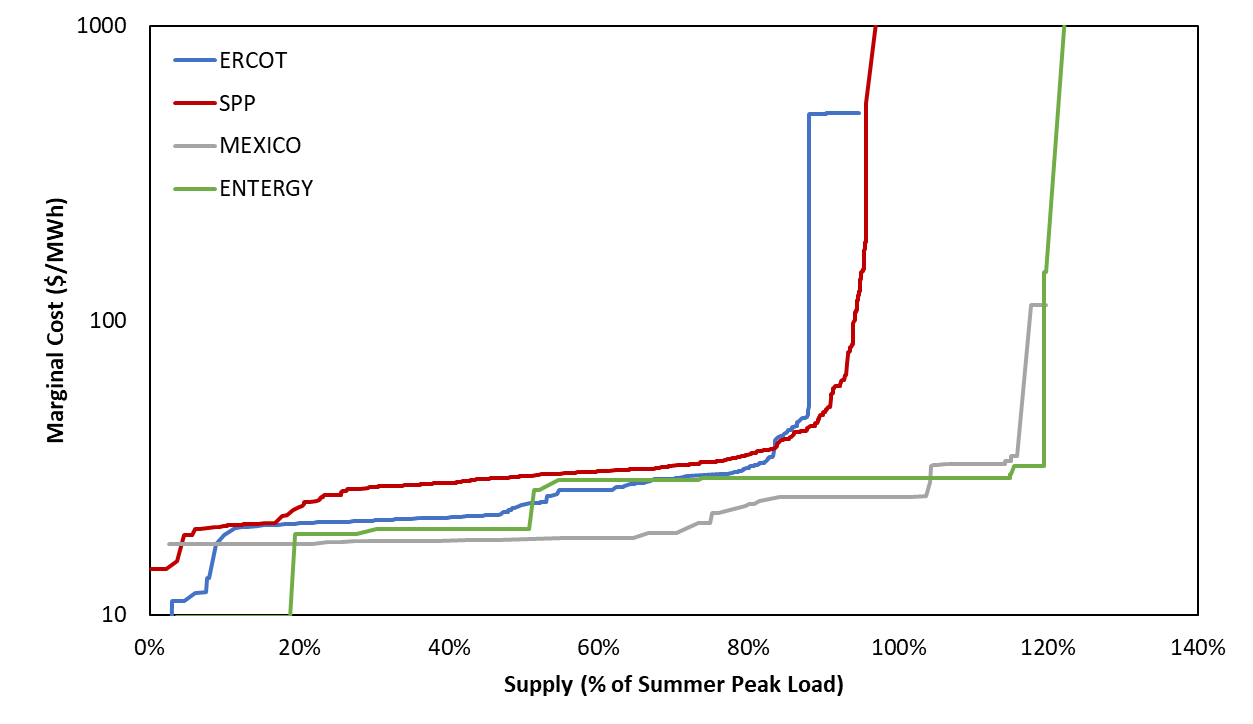 1000
ERCOT
SPP
MEXICO
ENTERGY
Marginal Cost ($/MWh)
100
10
0% 20% 40% 60% 80% 100% 120% 140%
Supply (% of Summer Peak Load)